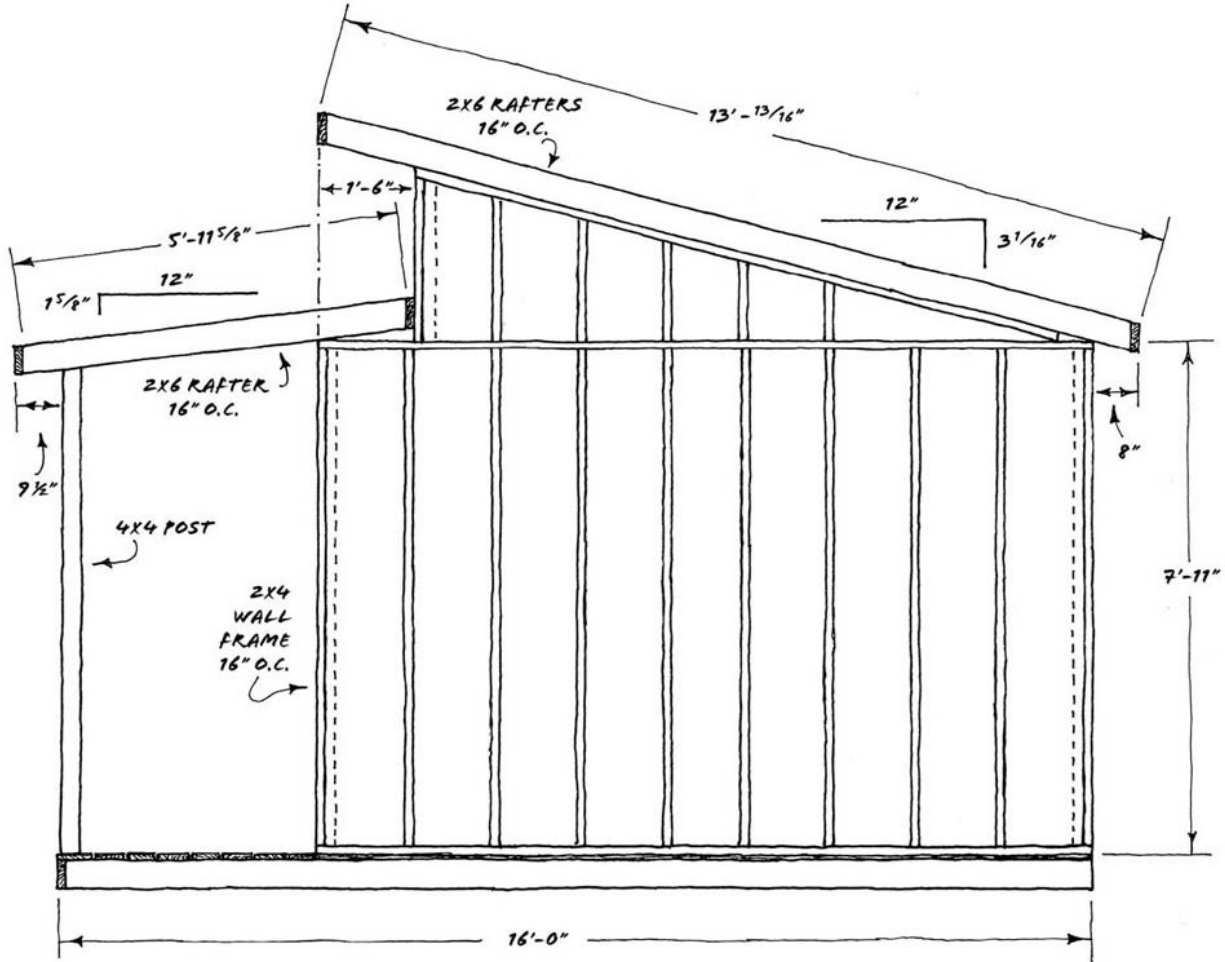 13'-13/16"
2X6 RAFTERS
16" O.C.
1'-6"
12"
3 1/16"
5'-11 5/8"
12"
1 5/8"
2X6 RAFTER
16" O.C.
8"
9 1/2"
4X4 POST
7'-11"
2X4
WALL
FRAME
16" O.C.
16'-0"